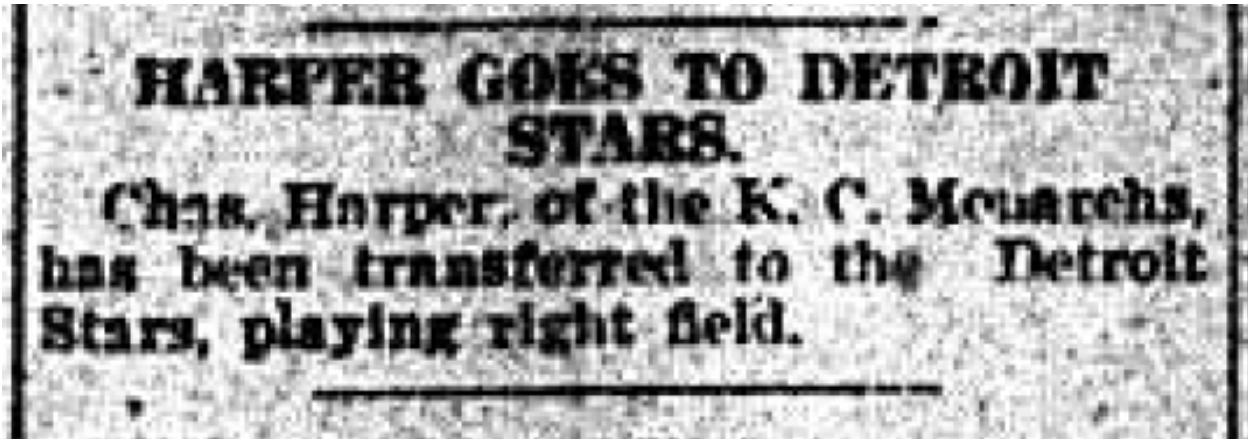 HARPER GOES TO DETROIT
STARS.
Chas. Harper, of the K. C. Monarchs,
has been transferred to the Detroit
Stars, playing right field.